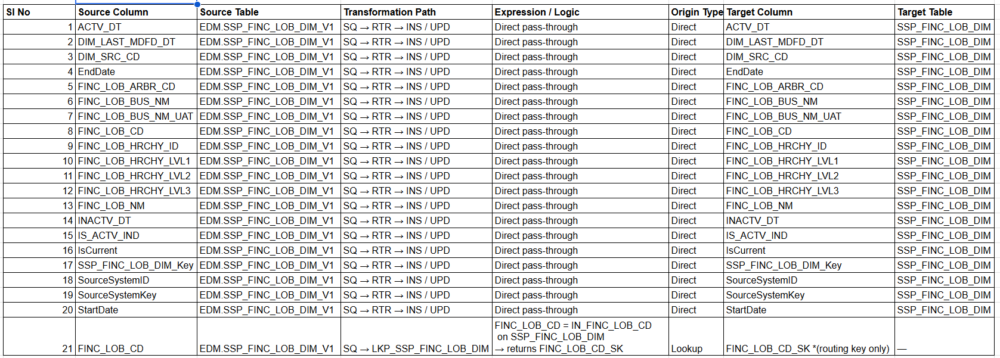 Sl No Source Column Source Table Transformation Path Expression / Logic Origin Type Target Column Target Table
1 ACTV_DT EDM.SSP_FINC_LOB_DIM_V1 SQ → RTR → INS / UPD Direct pass-through Direct ACTV_DT SSP_FINC_LOB_DIM
2 DIM_LAST_MDFD_DT EDM.SSP_FINC_LOB_DIM_V1 SQ → RTR → INS / UPD Direct pass-through Direct DIM_LAST_MDFD_DT SSP_FINC_LOB_DIM
3 DIM_SRC_CD EDM.SSP_FINC_LOB_DIM_V1 SQ → RTR → INS / UPD Direct pass-through Direct DIM_SRC_CD SSP_FINC_LOB_DIM
4 EndDate EDM.SSP_FINC_LOB_DIM_V1 SQ → RTR → INS / UPD Direct pass-through Direct EndDate SSP_FINC_LOB_DIM
5 FINC_LOB_ARBR_CD EDM.SSP_FINC_LOB_DIM_V1 SQ → RTR → INS / UPD Direct pass-through Direct FINC_LOB_ARBR_CD SSP_FINC_LOB_DIM
6 FINC_LOB_BUS_NM EDM.SSP_FINC_LOB_DIM_V1 SQ → RTR → INS / UPD Direct pass-through Direct FINC_LOB_BUS_NM SSP_FINC_LOB_DIM
7 FINC_LOB_BUS_NM_UAT EDM.SSP_FINC_LOB_DIM_V1 SQ → RTR → INS / UPD Direct pass-through Direct FINC_LOB_BUS_NM_UAT SSP_FINC_LOB_DIM
8 FINC_LOB_CD EDM.SSP_FINC_LOB_DIM_V1 SQ → RTR → INS / UPD Direct pass-through Direct FINC_LOB_CD SSP_FINC_LOB_DIM
9 FINC_LOB_HRCHY_ID EDM.SSP_FINC_LOB_DIM_V1 SQ → RTR → INS / UPD Direct pass-through Direct FINC_LOB_HRCHY_ID SSP_FINC_LOB_DIM
10 FINC_LOB_HRCHY_LVL1 EDM.SSP_FINC_LOB_DIM_V1 SQ → RTR → INS / UPD Direct pass-through Direct FINC_LOB_HRCHY_LVL1 SSP_FINC_LOB_DIM
11 FINC_LOB_HRCHY_LVL2 EDM.SSP_FINC_LOB_DIM_V1 SQ → RTR → INS / UPD Direct pass-through Direct FINC_LOB_HRCHY_LVL2 SSP_FINC_LOB_DIM
12 FINC_LOB_HRCHY_LVL3 EDM.SSP_FINC_LOB_DIM_V1 SQ → RTR → INS / UPD Direct pass-through Direct FINC_LOB_HRCHY_LVL3 SSP_FINC_LOB_DIM
13 FINC_LOB_NM EDM.SSP_FINC_LOB_DIM_V1 SQ → RTR → INS / UPD Direct pass-through Direct FINC_LOB_NM SSP_FINC_LOB_DIM
14 INACTV_DT EDM.SSP_FINC_LOB_DIM_V1 SQ → RTR → INS / UPD Direct pass-through Direct INACTV_DT SSP_FINC_LOB_DIM
15 IS_ACTV_IND EDM.SSP_FINC_LOB_DIM_V1 SQ → RTR → INS / UPD Direct pass-through Direct IS_ACTV_IND SSP_FINC_LOB_DIM
16 IsCurrent EDM.SSP_FINC_LOB_DIM_V1 SQ → RTR → INS / UPD Direct pass-through Direct IsCurrent SSP_FINC_LOB_DIM
17 SSP_FINC_LOB_DIM_Key EDM.SSP_FINC_LOB_DIM_V1 SQ → RTR → INS / UPD Direct pass-through Direct SSP_FINC_LOB_DIM_Key SSP_FINC_LOB_DIM
18 SourceSystemID EDM.SSP_FINC_LOB_DIM_V1 SQ → RTR → INS / UPD Direct pass-through Direct SourceSystemID SSP_FINC_LOB_DIM
19 SourceSystemKey EDM.SSP_FINC_LOB_DIM_V1 SQ → RTR → INS / UPD Direct pass-through Direct SourceSystemKey SSP_FINC_LOB_DIM
20 StartDate EDM.SSP_FINC_LOB_DIM_V1 SQ → RTR → INS / UPD Direct pass-through Direct StartDate SSP_FINC_LOB_DIM
FINC_LOB_CD = IN_FINC_LOB_CD
on SSP_FINC_LOB_DIM
21 FINC_LOB_CD EDM.SSP_FINC_LOB_DIM_V1 SQ → LKP_SSP_FINC_LOB_DIM → returns FINC_LOB_CD_SK Lookup FINC_LOB_CD_SK *(routing key only) —